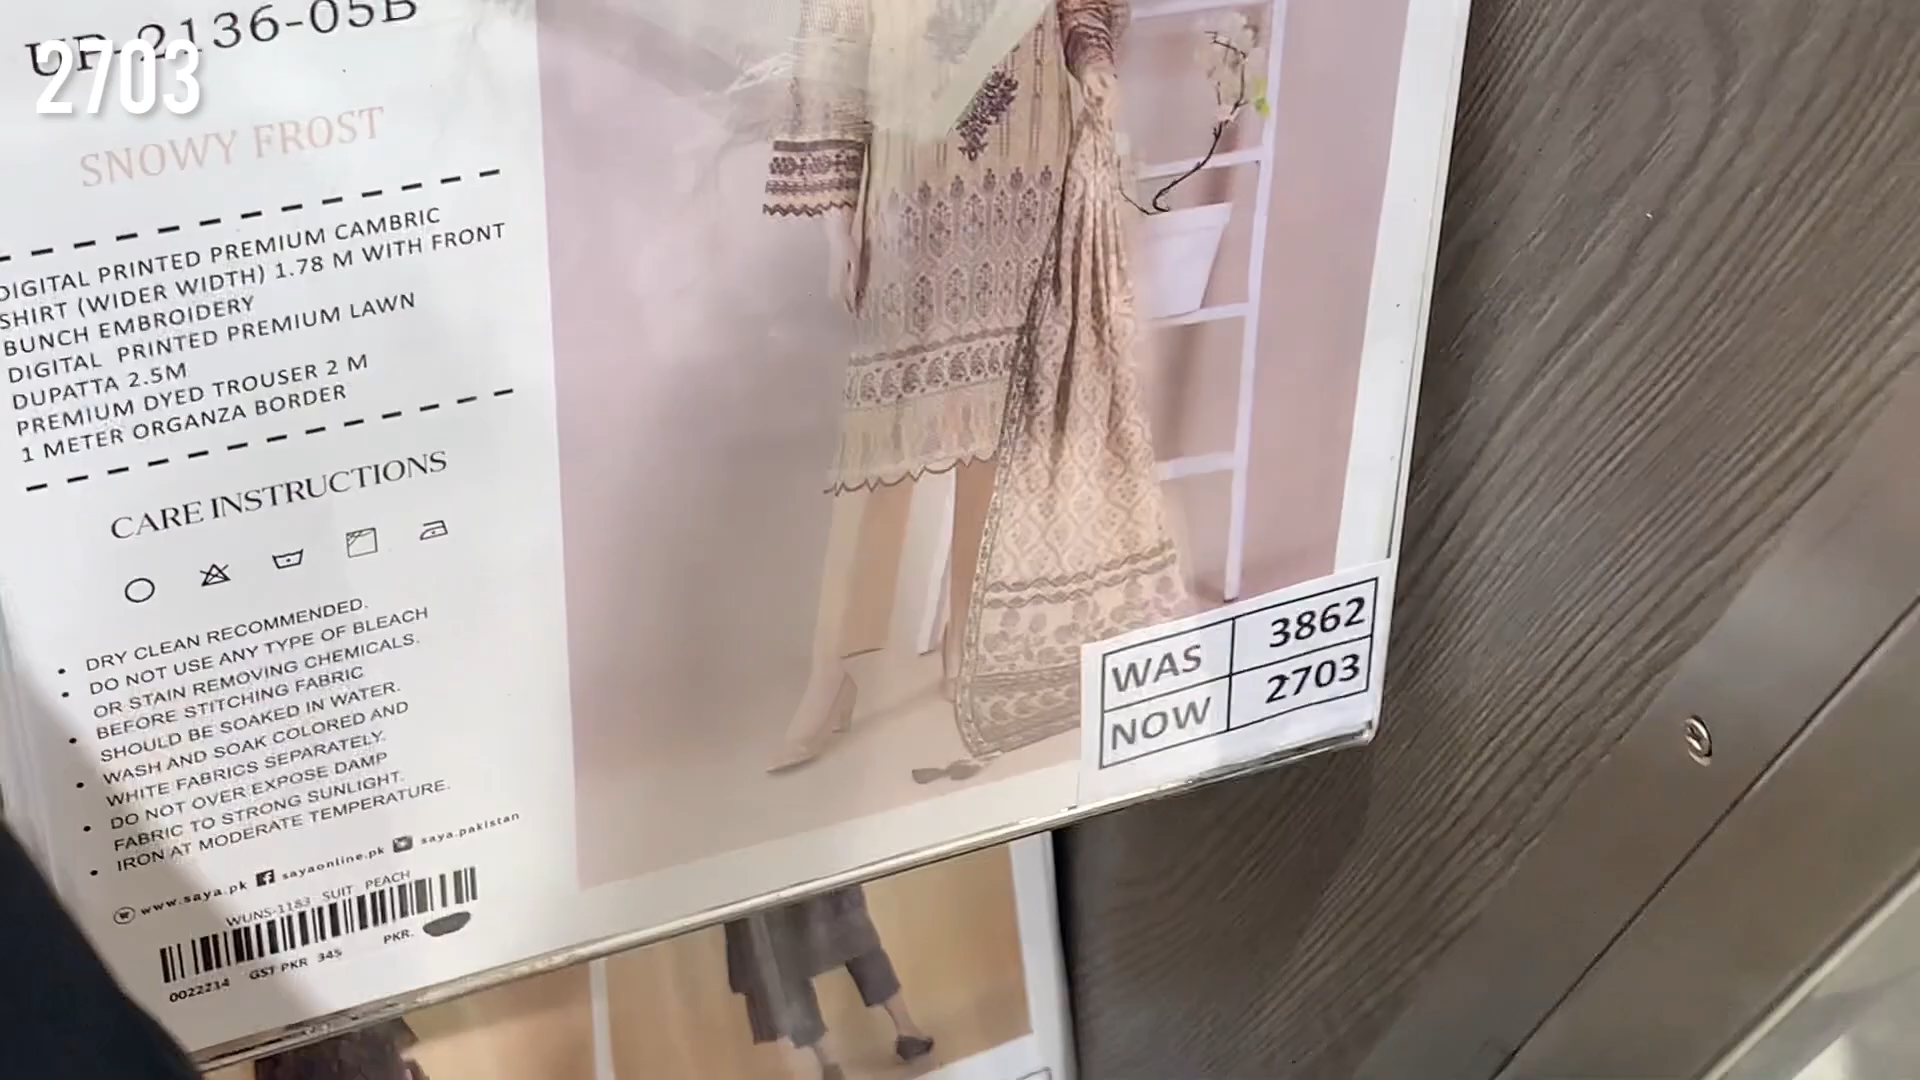 UR-2136-05B
2703
SNOWY FROST
DIGITAL PRINTED PREMIUM CAMBRIC
SHIRT (WIDER WIDTH) 1.78 M WITH FRONT
BUNCH EMBROIDERY
DIGITAL PRINTED PREMIUM LAWN
DUPATTA 2.5M
PREMIUM DYED TROUSER 2 M
1 METER ORGANZA BORDER
CARE INSTRUCTIONS
• DRY CLEAN RECOMMENDED.
• DO NOT USE ANY TYPE OF BLEACH
OR STAIN REMOVING CHEMICALS.
• BEFORE STITCHING FABRIC
SHOULD BE SOAKED IN WATER.
• WASH AND SOAK COLORED AND
WHITE FABRICS SEPARATELY.
• DO NOT OVER EXPOSE DAMP
FABRIC TO STRONG SUNLIGHT.
• IRON AT MODERATE TEMPERATURE.
www.saya.pk sayaonline.pk saya.pakistan
WUNS-1183 SUIT PEACH
0022214 GST PKR 345 PKR.
WAS 3862
NOW 2703